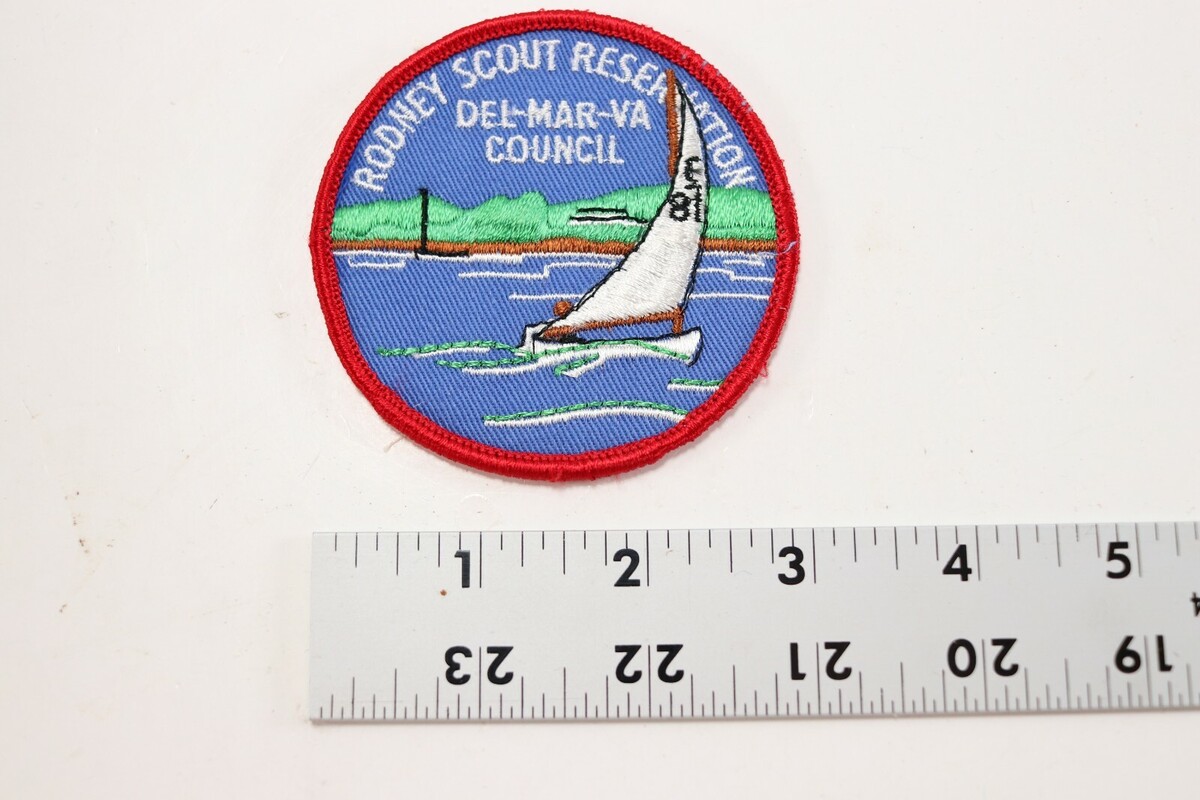 RODNEY SCOUT RESERVATION
DEL-MAR-VA
COUNCIL
1 2 3 4 5
23 22 21 20 19